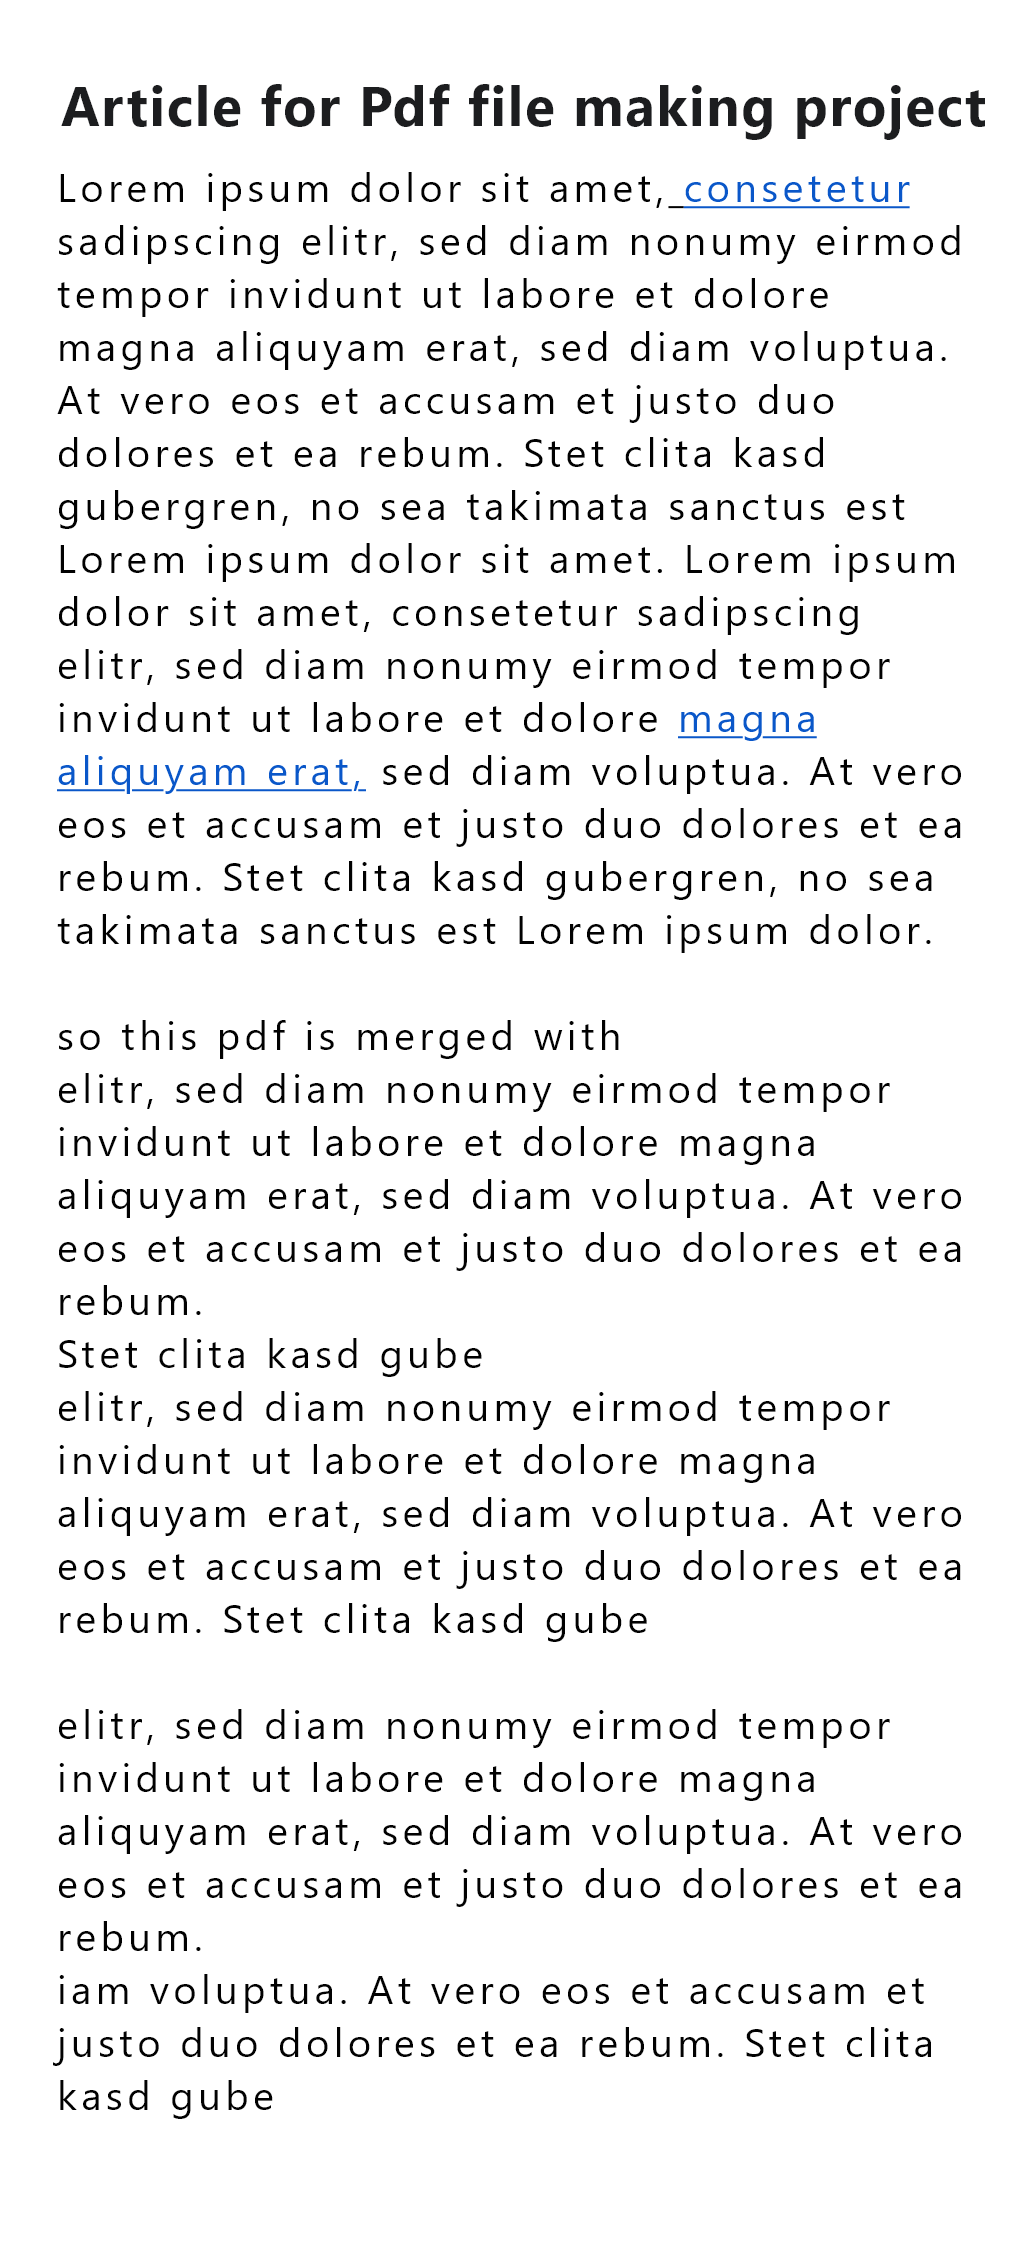 Article for Pdf file making project
Lorem ipsum dolor sit amet, consetetur
sadipscing elitr, sed diam nonumy eirmod
tempor invidunt ut labore et dolore
magna aliquyam erat, sed diam voluptua.
At vero eos et accusam et justo duo
dolores et ea rebum. Stet clita kasd
gubergren, no sea takimata sanctus est
Lorem ipsum dolor sit amet. Lorem ipsum
dolor sit amet, consetetur sadipscing
elitr, sed diam nonumy eirmod tempor
invidunt ut labore et dolore magna
aliquyam erat, sed diam voluptua. At vero
eos et accusam et justo duo dolores et ea
rebum. Stet clita kasd gubergren, no sea
takimata sanctus est Lorem ipsum dolor.
so this pdf is merged with
elitr, sed diam nonumy eirmod tempor
invidunt ut labore et dolore magna
aliquyam erat, sed diam voluptua. At vero
eos et accusam et justo duo dolores et ea
rebum.
Stet clita kasd gube
elitr, sed diam nonumy eirmod tempor
invidunt ut labore et dolore magna
aliquyam erat, sed diam voluptua. At vero
eos et accusam et justo duo dolores et ea
rebum. Stet clita kasd gube
elitr, sed diam nonumy eirmod tempor
invidunt ut labore et dolore magna
aliquyam erat, sed diam voluptua. At vero
eos et accusam et justo duo dolores et ea
rebum.
iam voluptua. At vero eos et accusam et
justo duo dolores et ea rebum. Stet clita
kasd gube